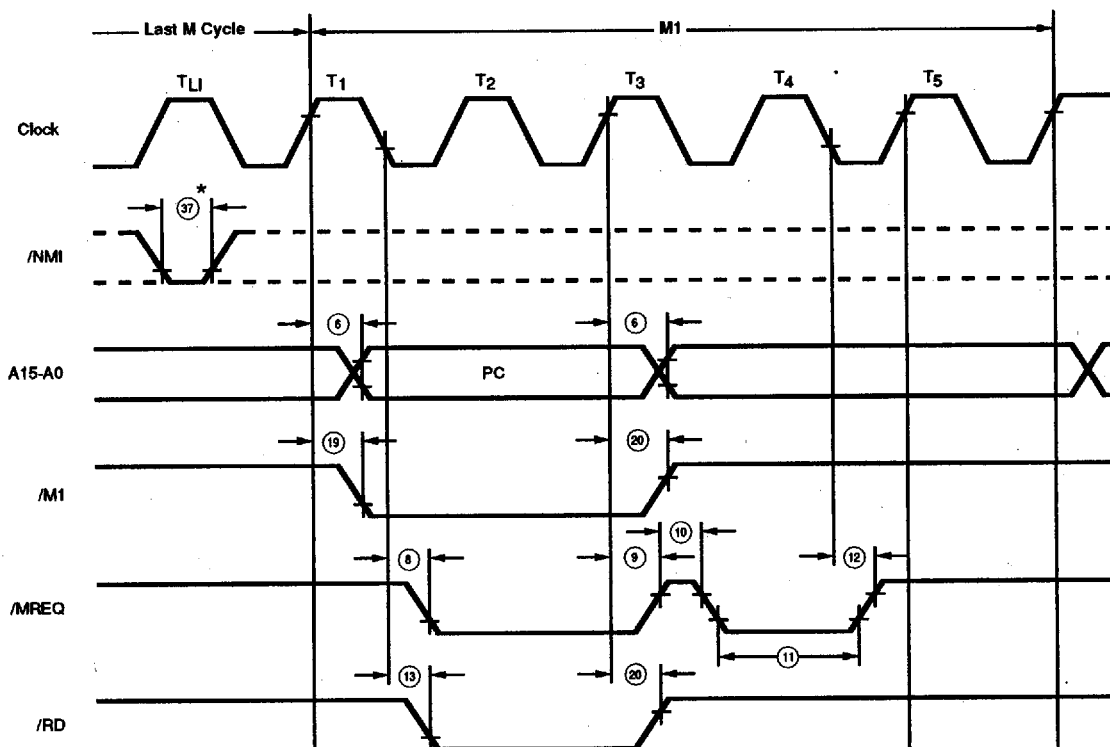 Last M Cycle M1
TLI T1 T2 T3 T4 T5
Clock
37 *
/NMI
6 6
A15-A0 PC
19 20
/M1
8 9 10 12
/MREQ
11
13 20
/RD